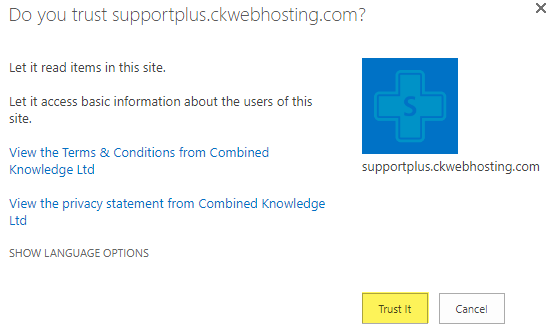 Do you trust supportplus.ckwebhosting.com?
Let it read items in this site.
Let it access basic information about the users of this
site.
View the Terms & Conditions from Combined
Knowledge Ltd
View the privacy statement from Combined Knowledge
Ltd
SHOW LANGUAGE OPTIONS
S
supportplus.ckwebhosting.com
Trust It
Cancel